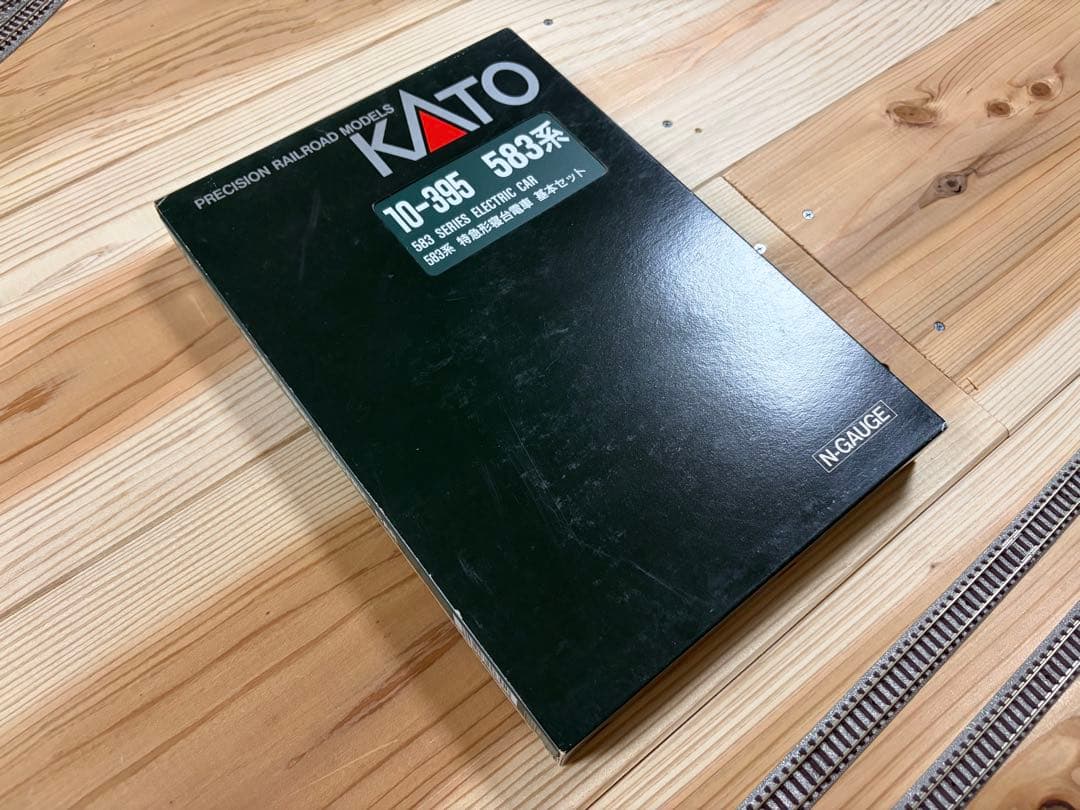 PRECISION RAILROAD MODELS
KATO
10-395 583系
583 SERIES ELECTRIC CAR
583系 特急形寝台電車 基本セット
N-GAUGE